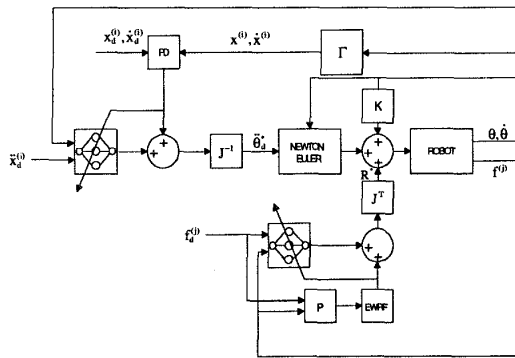 x_d^(i), ẋ_d^(i)
PD
x^(i), ẋ^(i)
Γ
K
ẍ_d^(i)
+
+
J^-1
θ̈_d^*
NEWTON
EULER
+
+
+
ROBOT
θ, θ̇
f^(j)
R^*
J^T
f_d^(j)
+
+
P
EWRF